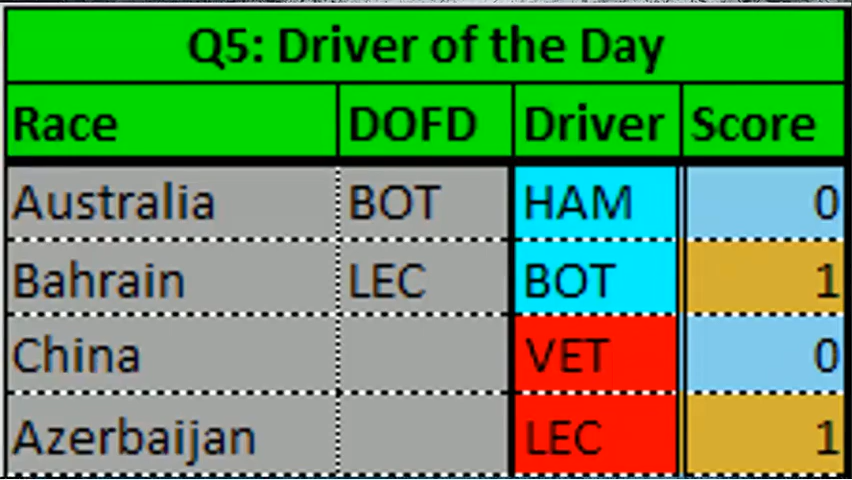 Q5: Driver of the Day
Race DOFD Driver Score
Australia BOT HAM 0
Bahrain LEC BOT 1
China VET 0
Azerbaijan LEC 1